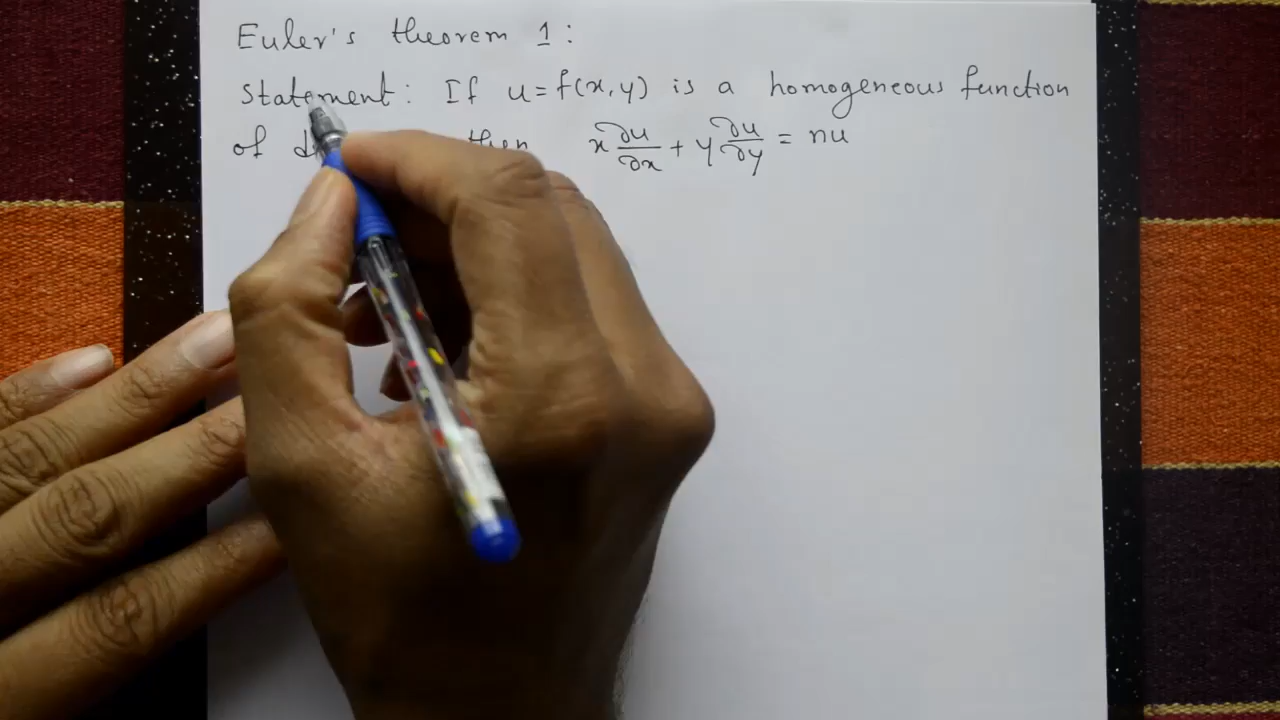 Euler's theorem 1:
Statement: If u = f(x, y) is a homogeneous function
of then x ∂u/∂x + y ∂u/∂y = nu